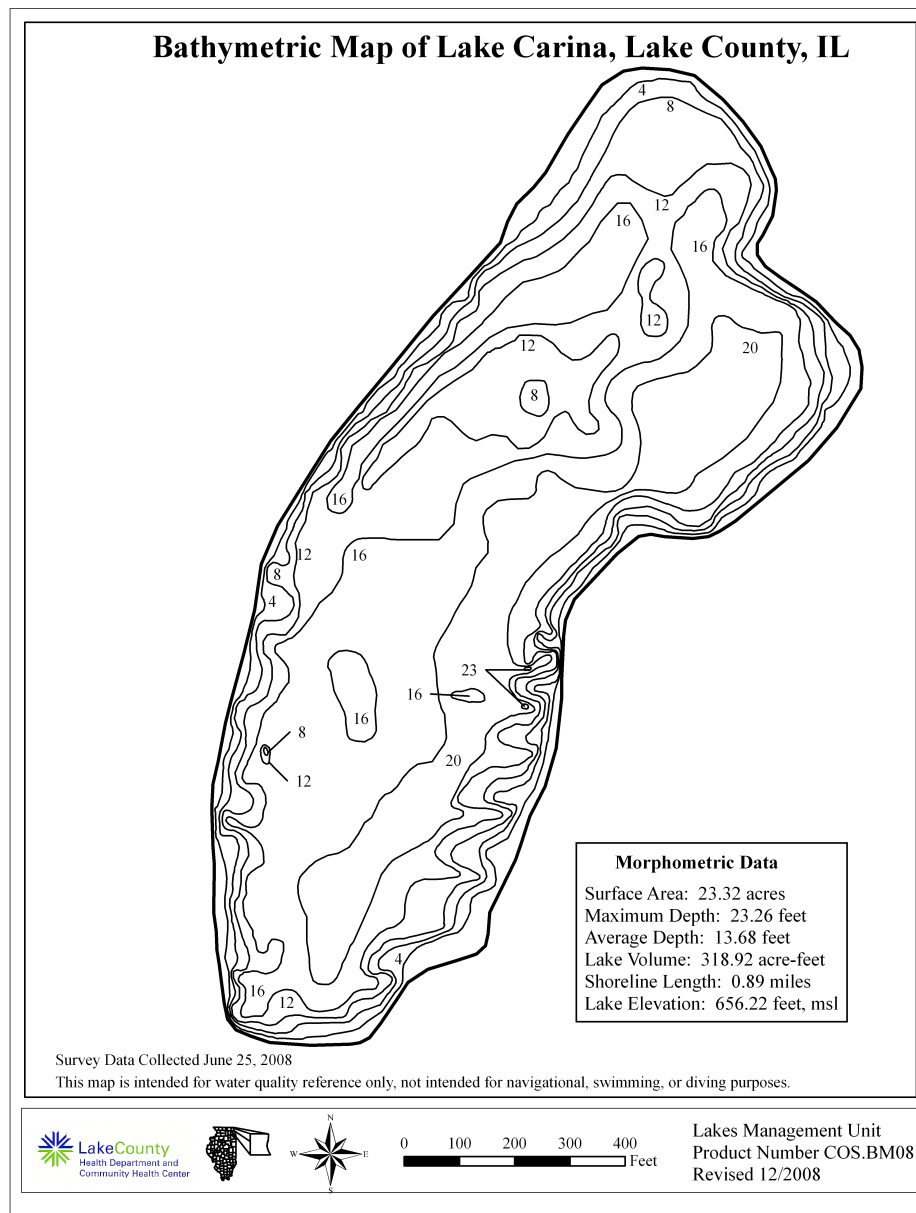 Bathymetric Map of Lake Carina, Lake County, IL
4
8
12
16
16
12
12
20
8
16
12
16
8
4
23
16
16
8
20
12
4
16
12
Morphometric Data
Surface Area: 23.32 acres
Maximum Depth: 23.26 feet
Average Depth: 13.68 feet
Lake Volume: 318.92 acre-feet
Shoreline Length: 0.89 miles
Lake Elevation: 656.22 feet, msl
Survey Data Collected June 25, 2008
This map is intended for water quality reference only, not intended for navigational, swimming, or diving purposes.
LakeCounty
Health Department and
Community Health Center
N
W E
S
0 100 200 300 400
Feet
Lakes Management Unit
Product Number COS.BM08
Revised 12/2008